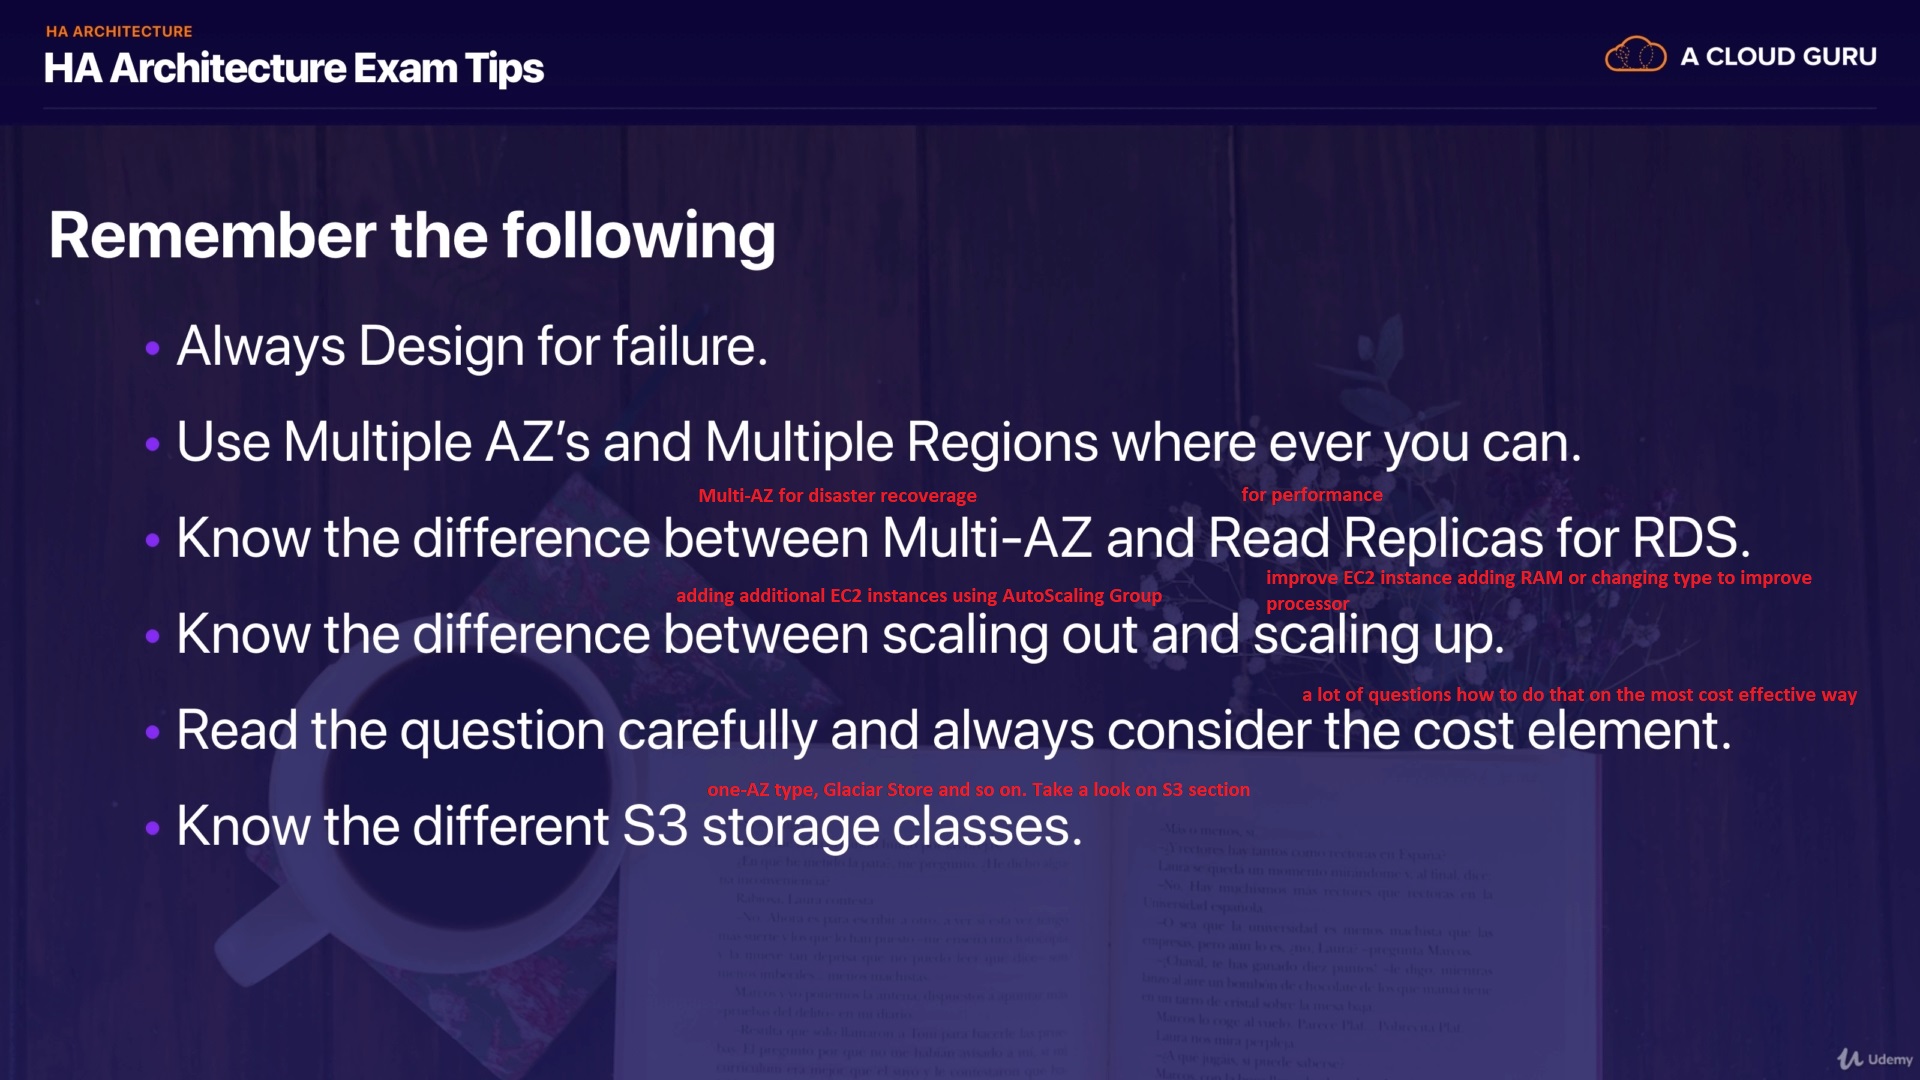 HA ARCHITECTURE
HA Architecture Exam Tips
A CLOUD GURU
Remember the following
• Always Design for failure.
• Use Multiple AZ’s and Multiple Regions where ever you can.
Multi-AZ for disaster recoverage
for performance
• Know the difference between Multi-AZ and Read Replicas for RDS.
adding additional EC2 instances using AutoScaling Group
improve EC2 instance adding RAM or changing type to improve
processor
• Know the difference between scaling out and scaling up.
a lot of questions how to do that on the most cost effective way
• Read the question carefully and always consider the cost element.
one-AZ type, Glaciar Store and so on. Take a look on S3 section
• Know the different S3 storage classes.
Udemy